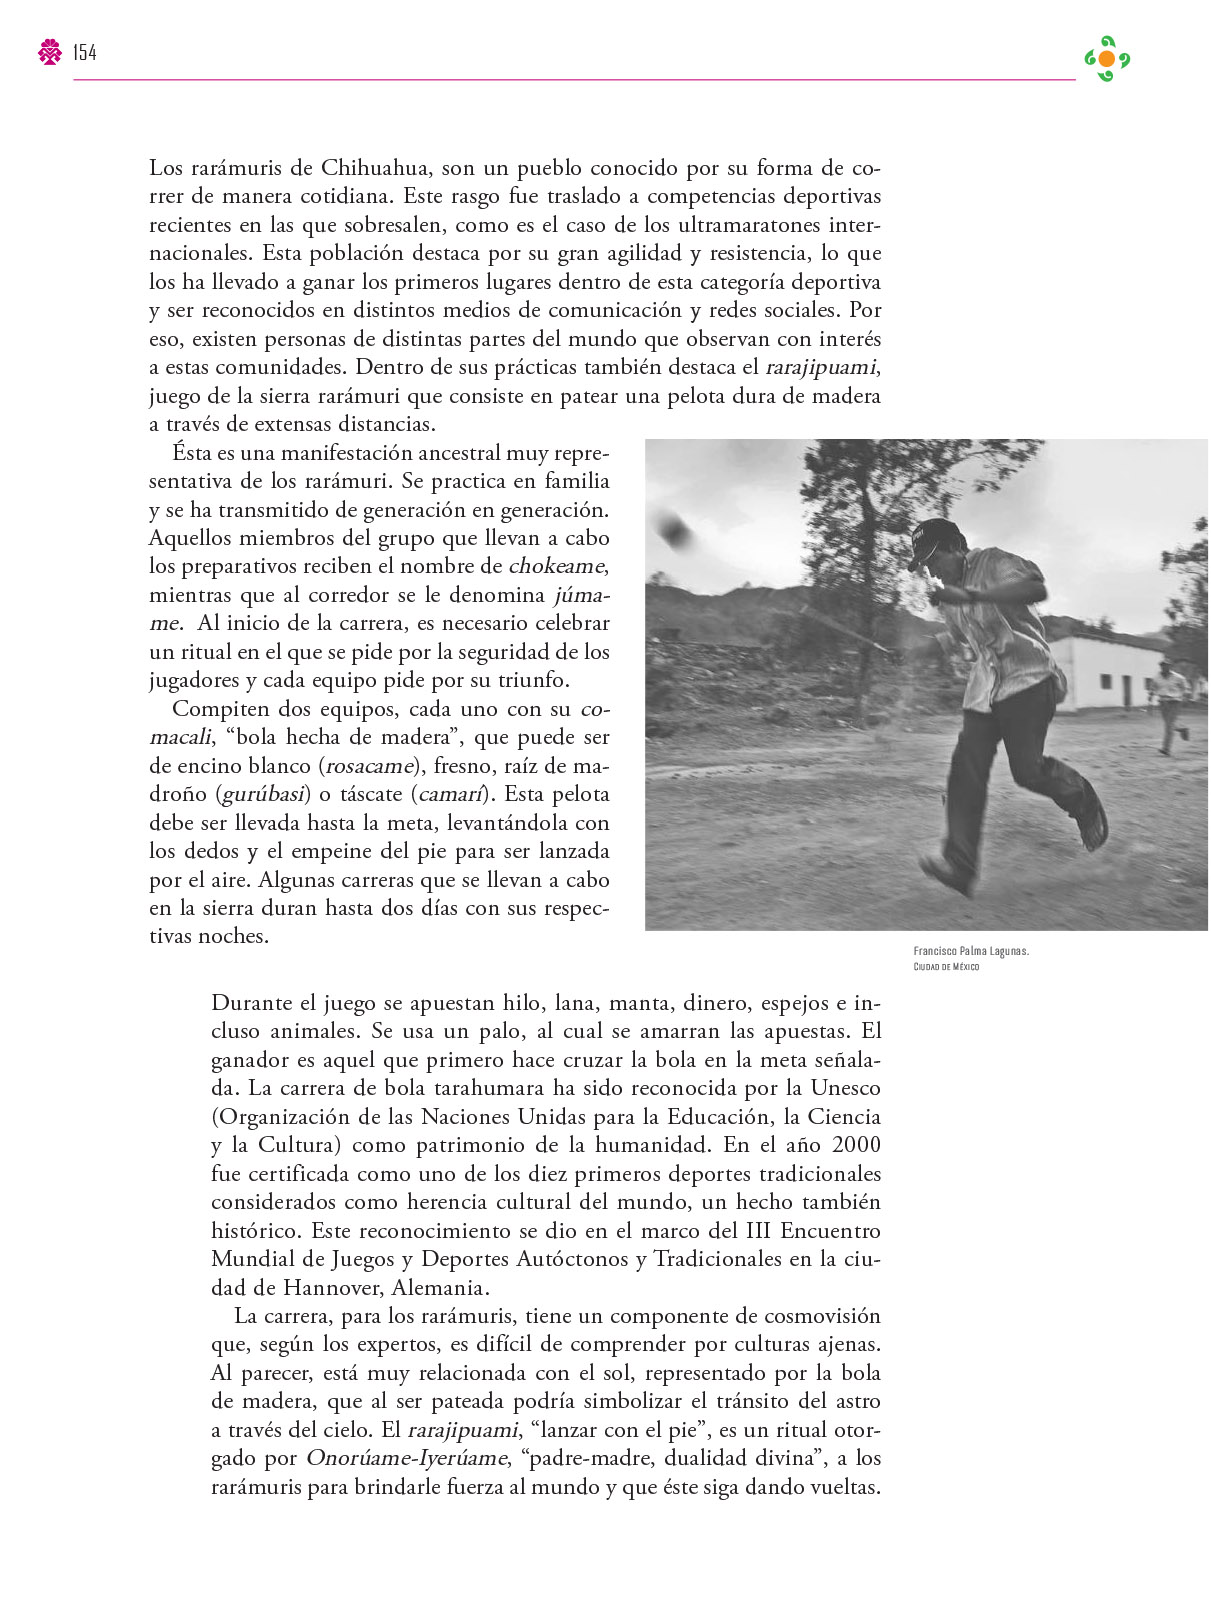 154
Los rarámuris de Chihuahua, son un pueblo conocido por su forma de co-
rrer de manera cotidiana. Este rasgo fue traslado a competencias deportivas
recientes en las que sobresalen, como es el caso de los ultramaratones inter-
nacionales. Esta población destaca por su gran agilidad y resistencia, lo que
los ha llevado a ganar los primeros lugares dentro de esta categoría deportiva
y ser reconocidos en distintos medios de comunicación y redes sociales. Por
eso, existen personas de distintas partes del mundo que observan con interés
a estas comunidades. Dentro de sus prácticas también destaca el rarajipuami,
juego de la sierra rarámuri que consiste en patear una pelota dura de madera
a través de extensas distancias.
Ésta es una manifestación ancestral muy repre-
sentativa de los rarámuri. Se practica en familia
y se ha transmitido de generación en generación.
Aquellos miembros del grupo que llevan a cabo
los preparativos reciben el nombre de chokeame,
mientras que al corredor se le denomina júma-
me. Al inicio de la carrera, es necesario celebrar
un ritual en el que se pide por la seguridad de los
jugadores y cada equipo pide por su triunfo.
Compiten dos equipos, cada uno con su co-
macali, “bola hecha de madera”, que puede ser
de encino blanco (rosacame), fresno, raíz de ma-
droño (gurúbasi) o táscate (camarí). Esta pelota
debe ser llevada hasta la meta, levantándola con
los dedos y el empeine del pie para ser lanzada
por el aire. Algunas carreras que se llevan a cabo
en la sierra duran hasta dos días con sus respec-
tivas noches.
Francisco Palma Lagunas.
Ciudad de México
Durante el juego se apuestan hilo, lana, manta, dinero, espejos e in-
cluso animales. Se usa un palo, al cual se amarran las apuestas. El
ganador es aquel que primero hace cruzar la bola en la meta señala-
da. La carrera de bola tarahumara ha sido reconocida por la Unesco
(Organización de las Naciones Unidas para la Educación, la Ciencia
y la Cultura) como patrimonio de la humanidad. En el año 2000
fue certificada como uno de los diez primeros deportes tradicionales
considerados como herencia cultural del mundo, un hecho también
histórico. Este reconocimiento se dio en el marco del III Encuentro
Mundial de Juegos y Deportes Autóctonos y Tradicionales en la ciu-
dad de Hannover, Alemania.
La carrera, para los rarámuris, tiene un componente de cosmovisión
que, según los expertos, es difícil de comprender por culturas ajenas.
Al parecer, está muy relacionada con el sol, representado por la bola
de madera, que al ser pateada podría simbolizar el tránsito del astro
a través del cielo. El rarajipuami, “lanzar con el pie”, es un ritual otor-
gado por Onorúame-Iyerúame, “padre-madre, dualidad divina”, a los
rarámuris para brindarle fuerza al mundo y que éste siga dando vueltas.